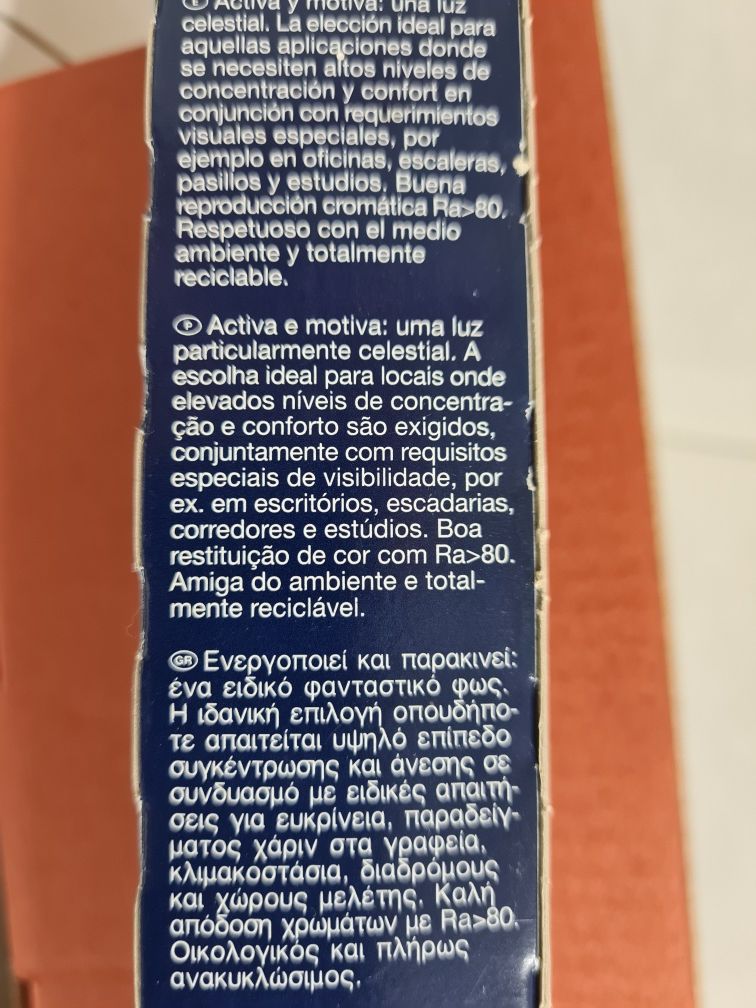 E Activa y motiva: una luz
celestial. La elección ideal para
aquellas aplicaciones donde
se necesiten altos niveles de
concentración y confort en
conjunción con requerimientos
visuales especiales, por
ejemplo en oficinas, escaleras,
pasillos y estudios. Buena
reproducción cromática Ra>80.
Respetuoso con el medio
ambiente y totalmente
reciclable.
P Activa e motiva: uma luz
particularmente celestial. A
escolha ideal para locais onde
elevados níveis de concentra-
ção e conforto são exigidos,
conjuntamente com requisitos
especiais de visibilidade, por
ex. em escritórios, escadarias,
corredores e estúdios. Boa
restituição de cor com Ra>80.
Amiga do ambiente e total-
mente reciclável.
GR Ενεργοποιεί και παρακινεί:
ένα ειδικό φανταστικό φως.
Η ιδανική επιλογή οπουδήπο-
τε απαιτείται υψηλό επίπεδο
συγκέντρωσης και άνεσης σε
συνδυασμό με ειδικές απαιτή-
σεις για ευκρίνεια, παραδείγ-
ματος χάριν στα γραφεία,
κλιμακοστάσια, διαδρόμους
και χώρους μελέτης. Καλή
απόδοση χρωμάτων με Ra>80.
Οικολογικός και πλήρως
ανακυκλώσιμος.